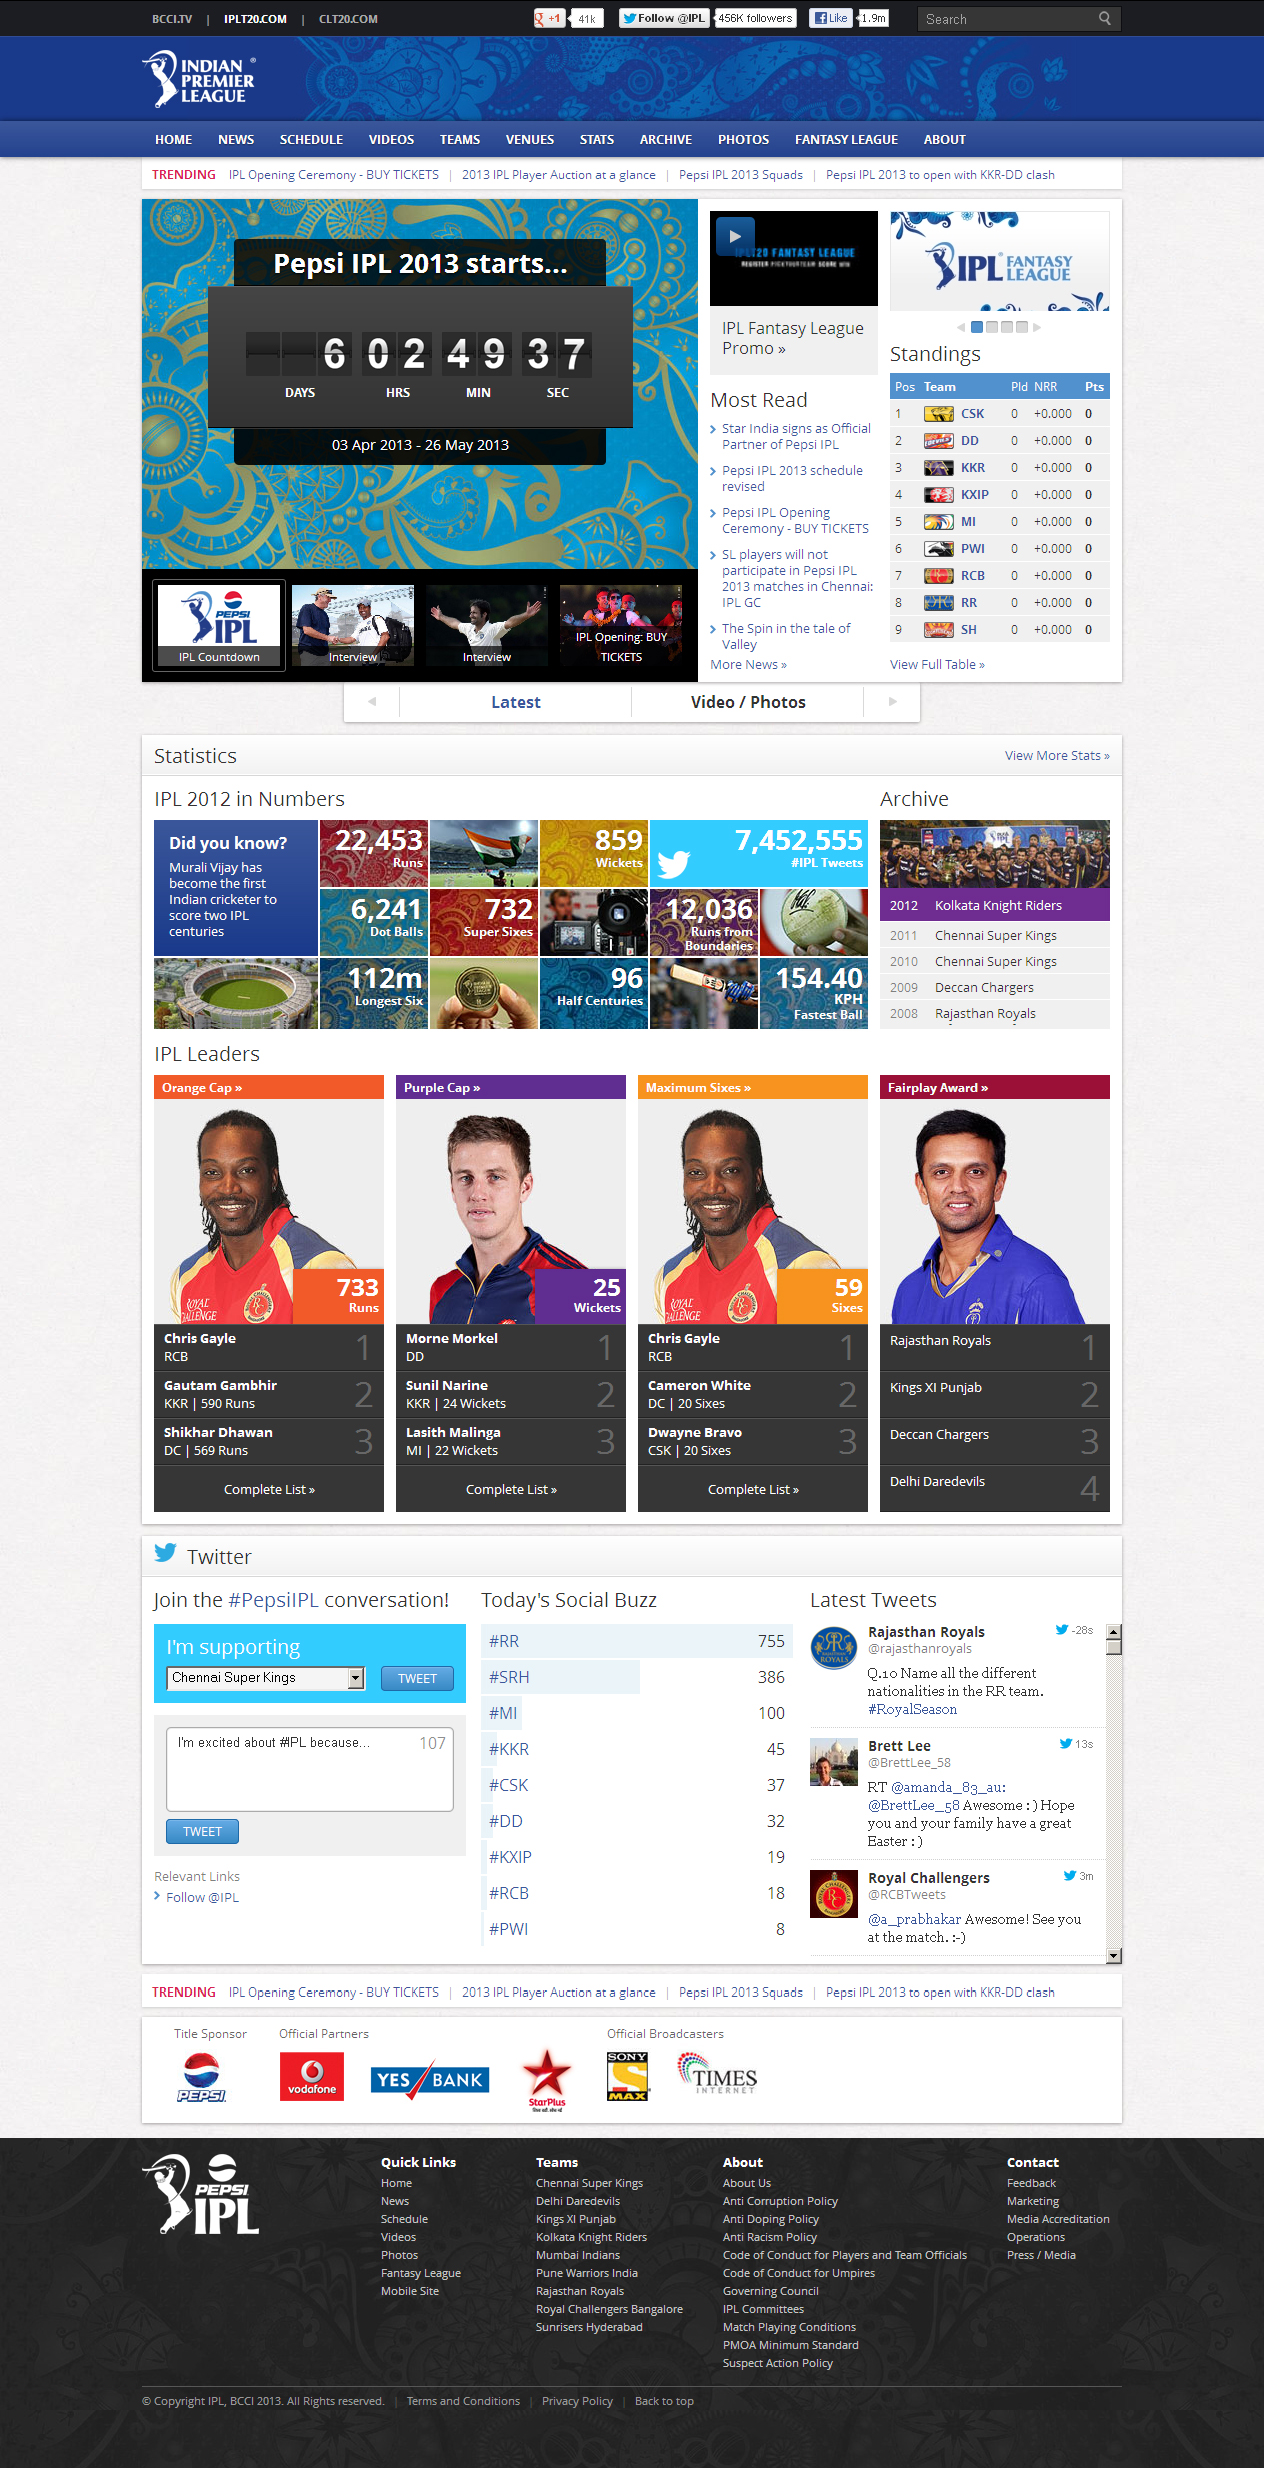 BCCI.TV | IPLT20.COM | CLT20.COM
+1 41k
Follow @IPL 456K followers
Like 1.9m
Search
INDIAN
PREMIER
LEAGUE
HOME NEWS SCHEDULE VIDEOS TEAMS VENUES STATS ARCHIVE PHOTOS FANTASY LEAGUE ABOUT
TRENDING IPL Opening Ceremony - BUY TICKETS | 2013 IPL Player Auction at a glance | Pepsi IPL 2013 Squads | Pepsi IPL 2013 to open with KKR-DD clash
Pepsi IPL 2013 starts...
6 02 49 37
DAYS HRS MIN SEC
03 Apr 2013 - 26 May 2013
PEPSI
IPL
IPL Countdown
Interview
Interview
IPL Opening: BUY
TICKETS
IPLT20 FANTASY LEAGUE
IPL Fantasy League
Promo »
Most Read
Star India signs as Official
Partner of Pepsi IPL
Pepsi IPL 2013 schedule
revised
Pepsi IPL Opening
Ceremony - BUY TICKETS
SL players will not
participate in Pepsi IPL
2013 matches in Chennai:
IPL GC
The Spin in the tale of
Valley
More News »
IPL FANTASY
LEAGUE
Standings
Pos Team Pld NRR Pts
1 CSK 0 +0.000 0
2 DD 0 +0.000 0
3 KKR 0 +0.000 0
4 KXIP 0 +0.000 0
5 MI 0 +0.000 0
6 PWI 0 +0.000 0
7 RCB 0 +0.000 0
8 RR 0 +0.000 0
9 SH 0 +0.000 0
View Full Table »
Latest
Video / Photos
Statistics
View More Stats »
IPL 2012 in Numbers
Did you know?
Murali Vijay has
become the first
Indian cricketer to
score two IPL
centuries
22,453
Runs
859
Wickets
7,452,555
#IPL Tweets
6,241
Dot Balls
732
Super Sixes
12,036
Runs from
Boundaries
112m
Longest Six
96
Half Centuries
154.40
KPH
Fastest Ball
Archive
2012 Kolkata Knight Riders
2011 Chennai Super Kings
2010 Chennai Super Kings
2009 Deccan Chargers
2008 Rajasthan Royals
IPL Leaders
Orange Cap »
733
Runs
Chris Gayle
RCB
1
Gautam Gambhir
KKR | 590 Runs
2
Shikhar Dhawan
DC | 569 Runs
3
Complete List »
Purple Cap »
25
Wickets
Morne Morkel
DD
1
Sunil Narine
KKR | 24 Wickets
2
Lasith Malinga
MI | 22 Wickets
3
Complete List »
Maximum Sixes »
59
Sixes
Chris Gayle
RCB
1
Cameron White
DC | 20 Sixes
2
Dwayne Bravo
CSK | 20 Sixes
3
Complete List »
Fairplay Award »
Rajasthan Royals 1
Kings XI Punjab 2
Deccan Chargers 3
Delhi Daredevils 4
Twitter
Join the #PepsiIPL conversation!
I'm supporting
Chennai Super Kings TWEET
I'm excited about #IPL because... 107
TWEET
Relevant Links
Follow @IPL
Today's Social Buzz
#RR 755
#SRH 386
#MI 100
#KKR 45
#CSK 37
#DD 32
#KXIP 19
#RCB 18
#PWI 8
Latest Tweets
Rajasthan Royals -28s
@rajasthanroyals
Q.10 Name all the different
nationalities in the RR team.
#RoyalSeason
Brett Lee 13s
@BrettLee_58
RT @amanda_83_au:
@BrettLee_58 Awesome : ) Hope
you and your family have a great
Easter : )
Royal Challengers 3m
@RCBTweets
@a_prabhakar Awesome! See you
at the match. :-)
TRENDING IPL Opening Ceremony - BUY TICKETS | 2013 IPL Player Auction at a glance | Pepsi IPL 2013 Squads | Pepsi IPL 2013 to open with KKR-DD clash
Title Sponsor Official Partners Official Broadcasters
PEPSI
vodafone
YES BANK
StarPlus
SONY
MAX
TIMES
INTERNET
PEPSI
IPL
Quick Links
Home
News
Schedule
Videos
Photos
Fantasy League
Mobile Site
Teams
Chennai Super Kings
Delhi Daredevils
Kings XI Punjab
Kolkata Knight Riders
Mumbai Indians
Pune Warriors India
Rajasthan Royals
Royal Challengers Bangalore
Sunrisers Hyderabad
About
About Us
Anti Corruption Policy
Anti Doping Policy
Anti Racism Policy
Code of Conduct for Players and Team Officials
Code of Conduct for Umpires
Governing Council
IPL Committees
Match Playing Conditions
PMOA Minimum Standard
Suspect Action Policy
Contact
Feedback
Marketing
Media Accreditation
Operations
Press / Media
© Copyright IPL, BCCI 2013. All Rights reserved. | Terms and Conditions | Privacy Policy | Back to top